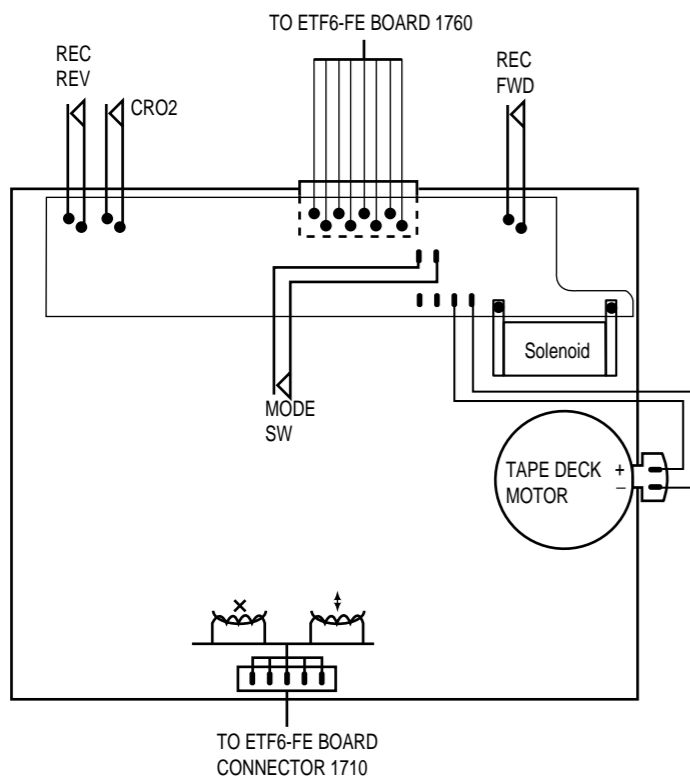 TO ETF6-FE BOARD 1760
REC
REV
CRO2
REC
FWD
Solenoid
MODE
SW
TAPE DECK
MOTOR
+
–
TO ETF6-FE BOARD
CONNECTOR 1710